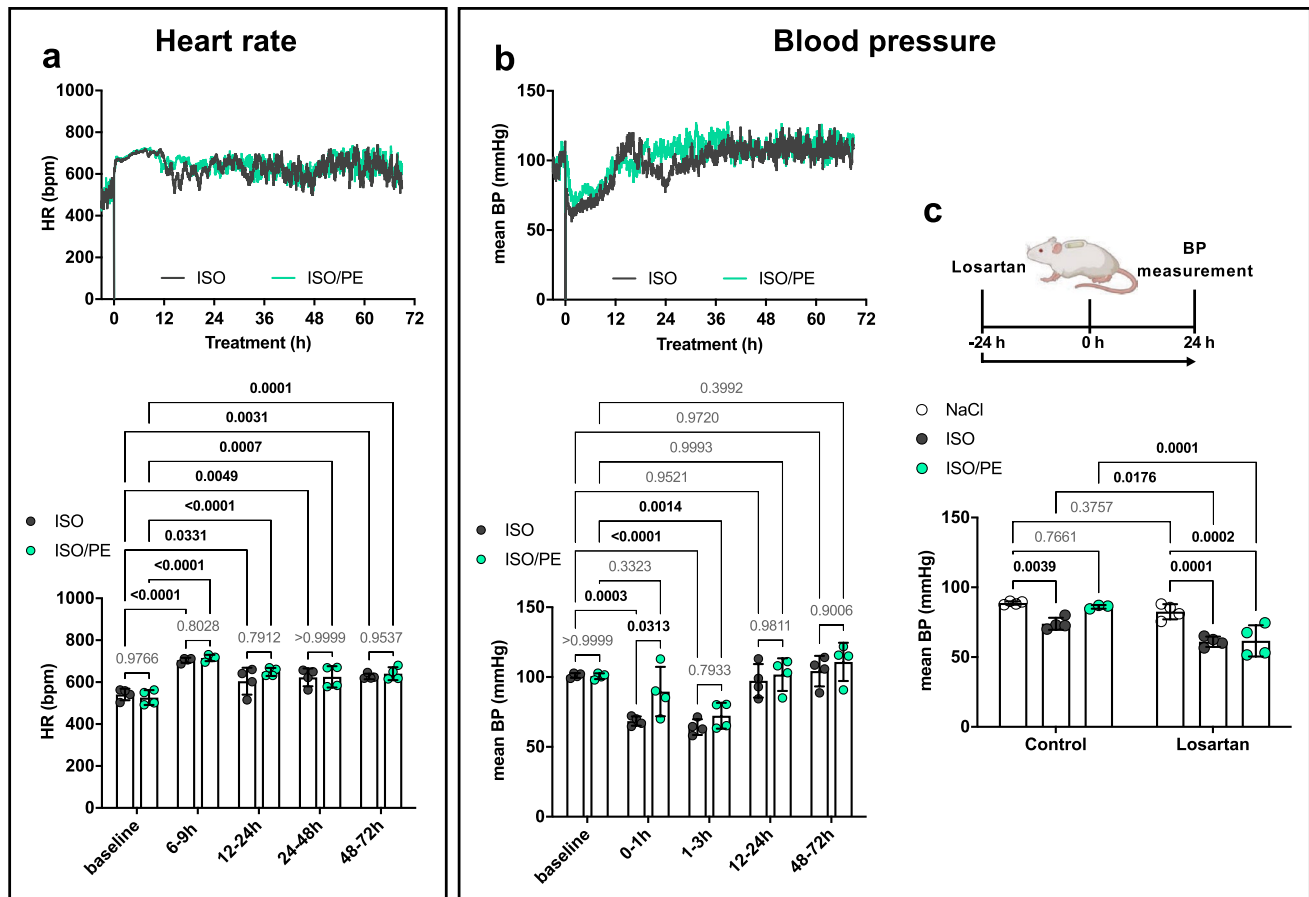 Heart rate
a
1000
800
600
400
200
0
HR (bpm)
ISO
ISO/PE
0 12 24 36 48 60 72
Treatment (h)
0.0001
0.0031
0.0007
0.0049
<0.0001
0.0331
<0.0001
<0.0001
0.8028
0.7912
>0.9999
0.9537
0.9766
ISO
ISO/PE
1000
800
600
400
200
0
HR (bpm)
baseline
6-9h
12-24h
24-48h
48-72h
Blood pressure
b
150
100
50
0
mean BP (mmHg)
ISO
ISO/PE
0 12 24 36 48 60 72
Treatment (h)
0.3992
0.9720
0.9993
0.9521
0.0014
<0.0001
0.3323
0.0003
0.9006
0.0313
0.9811
>0.9999
0.7933
ISO
ISO/PE
150
100
50
0
mean BP (mmHg)
baseline
0-1h
1-3h
12-24h
48-72h
c
Losartan
BP
measurement
-24 h
0 h
24 h
NaCl
ISO
ISO/PE
0.0001
0.0176
0.3757
0.7661
0.0002
0.0039
0.0001
150
100
50
0
mean BP (mmHg)
Control
Losartan